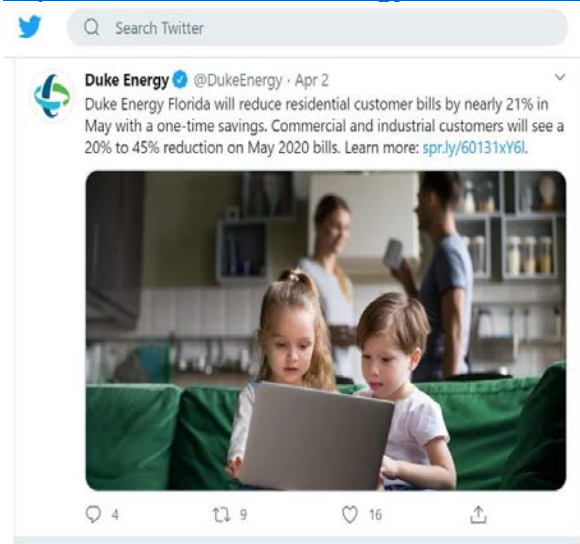 Search Twitter
Duke Energy @DukeEnergy · Apr 2
Duke Energy Florida will reduce residential customer bills by nearly 21% in
May with a one-time savings. Commercial and industrial customers will see a
20% to 45% reduction on May 2020 bills. Learn more: spr.ly/60131xY6l.
4 9 16